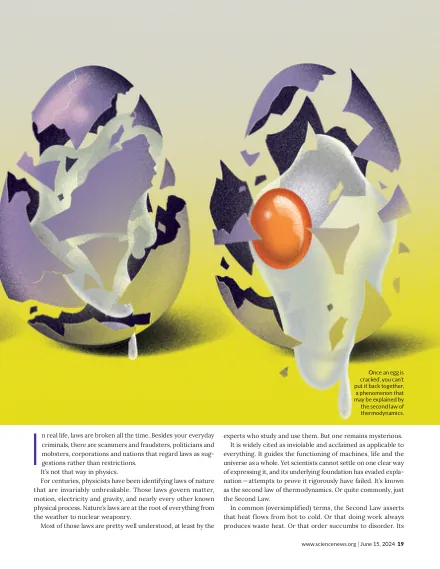 Once an egg is
cracked, you can't
put it back together,
a phenomenon that
may be explained by
the second law of
thermodynamics.
In real life, laws are broken all the time. Besides your everyday
criminals, there are scammers and fraudsters, politicians and
mobsters, corporations and nations that regard laws as sug-
gestions rather than restrictions.
It's not that way in physics.
For centuries, physicists have been identifying laws of nature
that are invariably unbreakable. Those laws govern matter,
motion, electricity and gravity, and nearly every other known
physical process. Nature's laws are at the root of everything from
the weather to nuclear weaponry.
Most of those laws are pretty well understood, at least by the
experts who study and use them. But one remains mysterious.
It is widely cited as inviolable and acclaimed as applicable to
everything. It guides the functioning of machines, life and the
universe as a whole. Yet scientists cannot settle on one clear way
of expressing it, and its underlying foundation has evaded expla-
nation—attempts to prove it rigorously have failed. It's known
as the second law of thermodynamics. Or quite commonly, just
the Second Law.
In common (oversimplified) terms, the Second Law asserts
that heat flows from hot to cold. Or that doing work always
produces waste heat. Or that order succumbs to disorder. Its
www.sciencenews.org | June 15, 2024 19